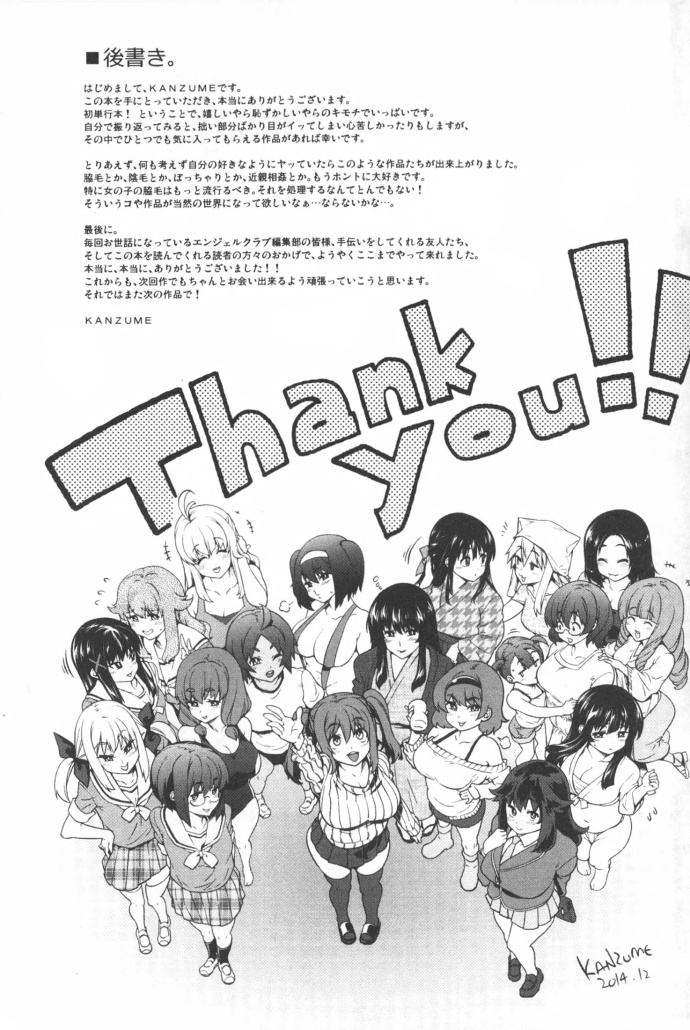 ■後書き。
はじめまして、KANZUMEです。
この本を手にとっていただき、本当にありがとうございます。
初単行本！ ということで、嬉しいやら恥ずかしいやらのキモチでいっぱいです。
自分で振り返ってみると、拙い部分ばかり目がイッてしまい心苦しかったりもしますが、
その中でひとつでも気に入ってもらえる作品があれば幸いです。
とりあえず、何も考えず自分の好きなようにヤッていたらこのような作品たちが出来上がりました。
脇毛とか、陰毛とか、ぽっちゃりとか、近親相姦とか。もうホントに大好きです。
特に女の子の脇毛はもっと流行るべき。それを処理するなんてとんでもない！
そういうコや作品が当然の世界になって欲しいなぁ…ならないかな…。
最後に。
毎回お世話になっているエンジェルクラブ編集部の皆様、手伝いをしてくれる友人たち、
そしてこの本を読んでくれる読者の方々のおかげで、ようやくここまでやって来れました。
本当に、本当に、ありがとうございました！！
これからも、次回作でもちゃんとお会い出来るよう頑張っていこうと思います。
それではまた次の作品で！
KANZUME
Thank
you!!
KANZUME
2014.12